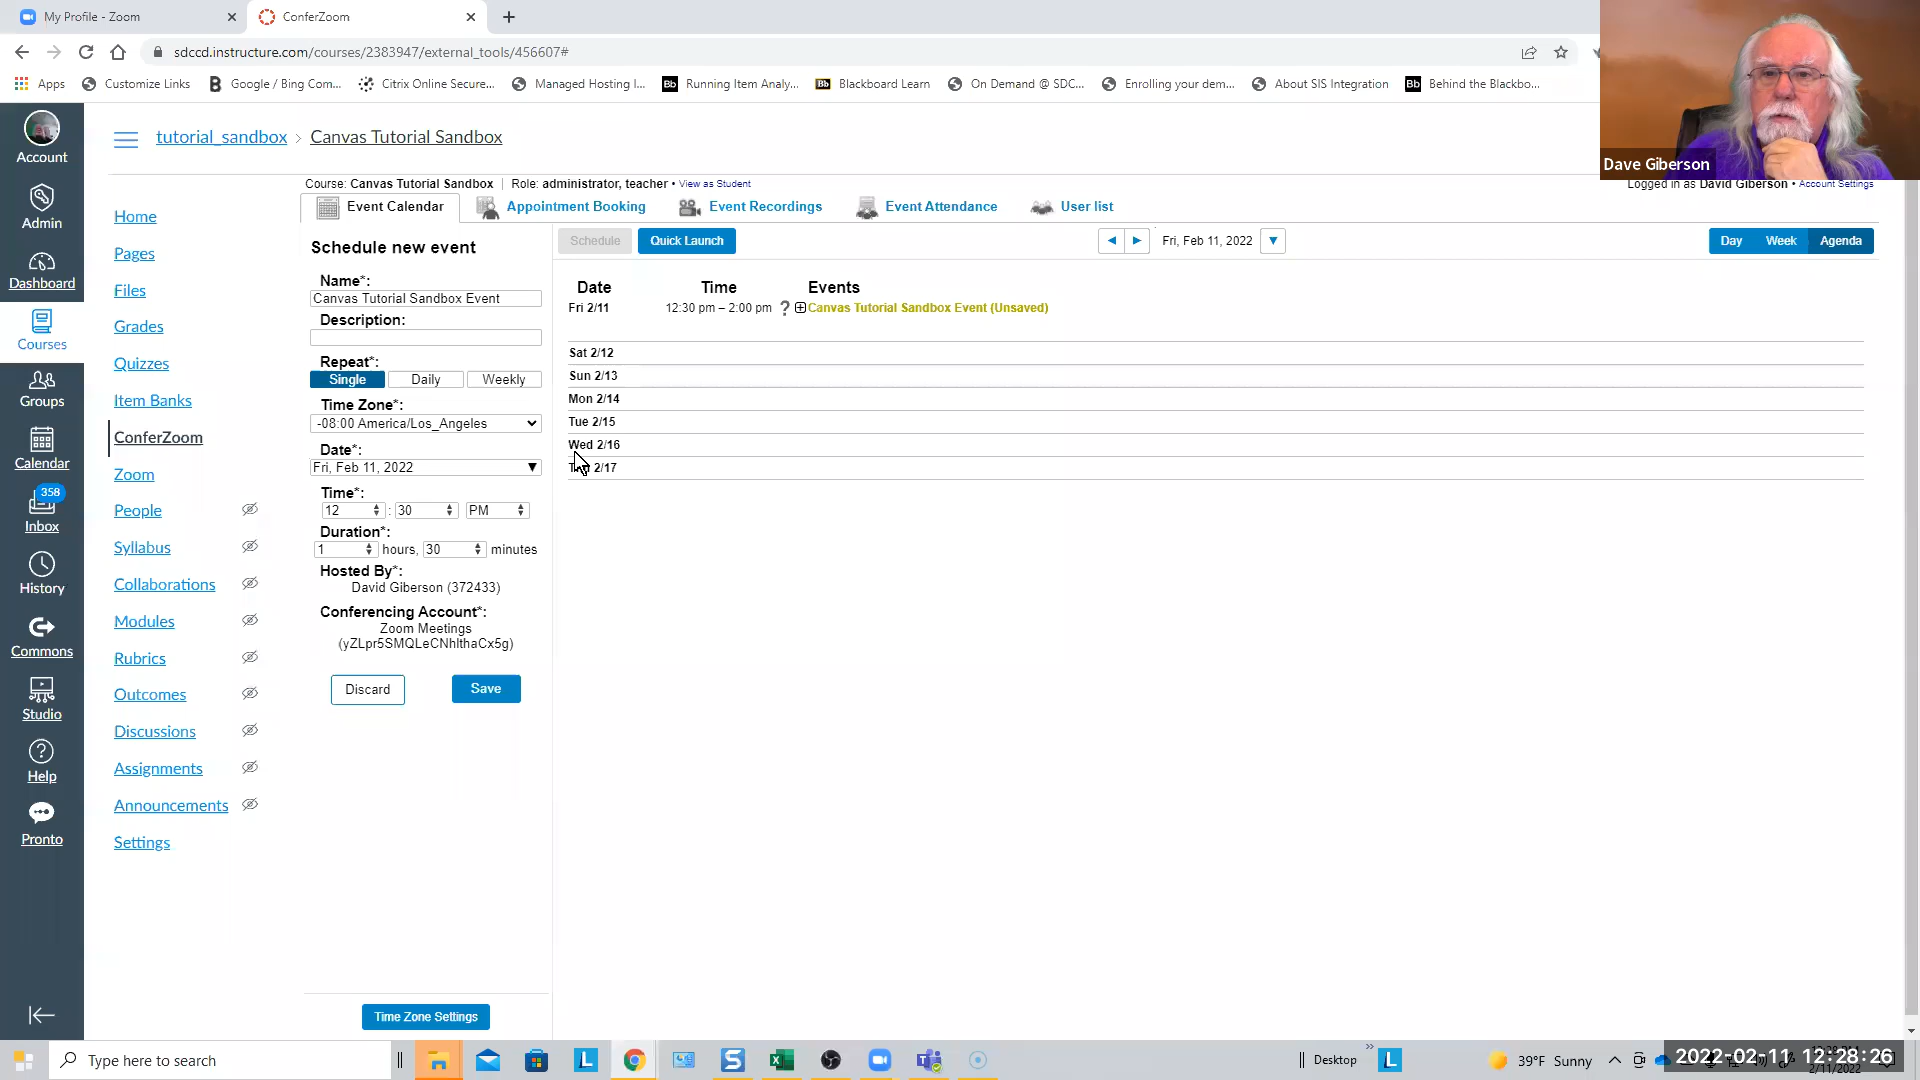 My Profile - Zoom
ConferZoom
sdccd.instructure.com/courses/2383947/external_tools/456607#
Apps
Customize Links
Google / Bing Com...
Citrix Online Secure...
Managed Hosting I...
Bb Running Item Analy...
Bb Blackboard Learn
On Demand @ SDC...
Enrolling your dem...
About SIS Integration
Bb Behind the Blackbo...
Dave Giberson
Account
Admin
Dashboard
Courses
Groups
Calendar
358
Inbox
History
Commons
Studio
Help
Pronto
tutorial_sandbox › Canvas Tutorial Sandbox
Home
Pages
Files
Grades
Quizzes
Item Banks
ConferZoom
Zoom
People
Syllabus
Collaborations
Modules
Rubrics
Outcomes
Discussions
Assignments
Announcements
Settings
Course: Canvas Tutorial Sandbox | Role: administrator, teacher • View as Student
Logged in as David Giberson • Account Settings
Event Calendar
Appointment Booking
Event Recordings
Event Attendance
User list
Schedule new event
Name*:
Canvas Tutorial Sandbox Event
Description:
Repeat*:
Single Daily Weekly
Time Zone*:
-08:00 America/Los_Angeles
Date*:
Fri, Feb 11, 2022
Time*:
12 : 30 PM
Duration*:
1 hours, 30 minutes
Hosted By*:
David Giberson (372433)
Conferencing Account*:
Zoom Meetings
(yZLpr5SMQLeCNhlthaCx5g)
Discard Save
Time Zone Settings
Schedule Quick Launch
Fri, Feb 11, 2022
Day Week Agenda
Date Time Events
Fri 2/11 12:30 pm – 2:00 pm ? Canvas Tutorial Sandbox Event (Unsaved)
Sat 2/12
Sun 2/13
Mon 2/14
Tue 2/15
Wed 2/16
2/17
Type here to search
Desktop
39°F Sunny
2022-02-11 12:28:26
2/11/2022